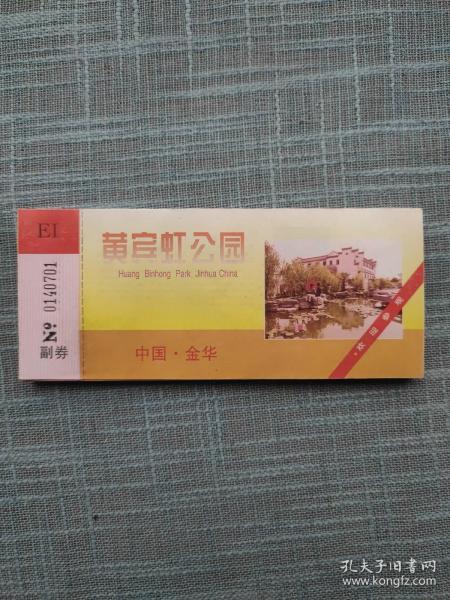 EI
№ 0140701
副券
黄宾虹公园
Huang Binhong Park Jinhua China
中国·金华
·欢迎参观·
孔夫子旧书网
www.kongfz.com